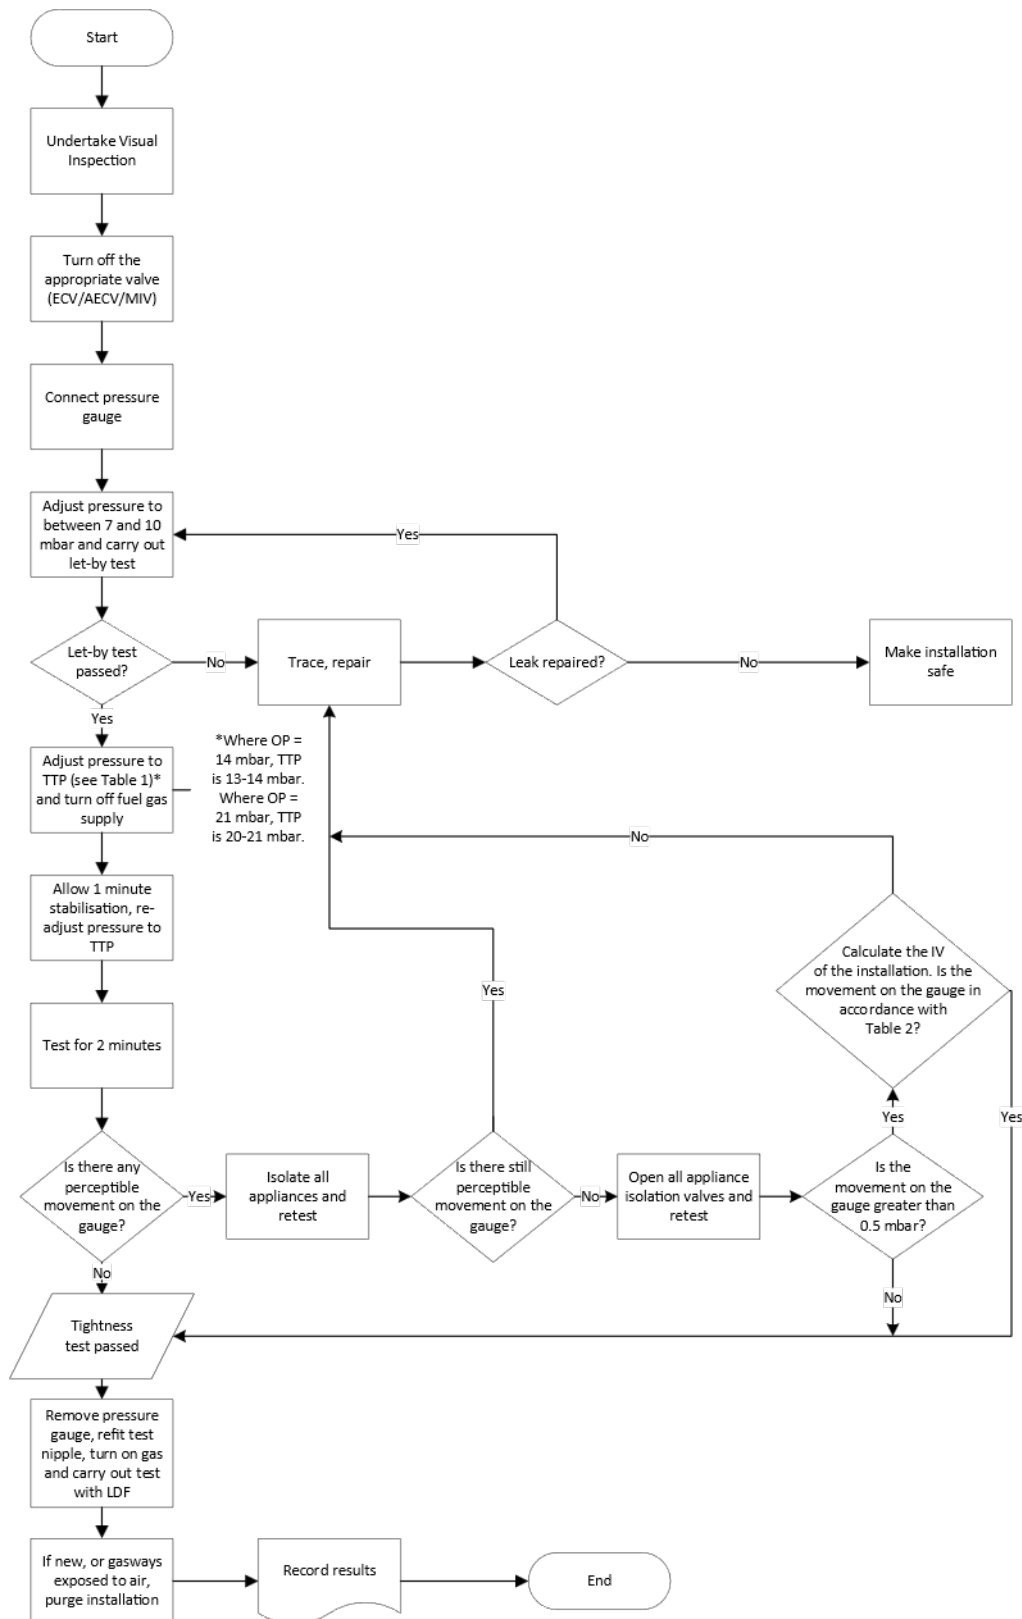 Start
Undertake Visual
Inspection
Turn off the
appropriate valve
(ECV/AECV/MIV)
Connect pressure
gauge
Adjust pressure to
between 7 and 10
mbar and carry out
let-by test
Yes
Let-by test
passed?
No
Trace, repair
Leak repaired?
No
Make installation
safe
Yes
Adjust pressure to
TTP (see Table 1)*
and turn off fuel gas
supply
*Where OP =
14 mbar, TTP
is 13-14 mbar.
Where OP =
21 mbar, TTP
is 20-21 mbar.
No
Allow 1 minute
stabilisation, re-
adjust pressure to
TTP
Calculate the IV
of the installation. Is the
movement on the gauge in
accordance with
Table 2?
Yes
Test for 2 minutes
Yes
Yes
Is there any
perceptible
movement on the
gauge?
Yes
Isolate all
appliances and
retest
Is there still
perceptible
movement on the
gauge?
No
Open all appliance
isolation valves and
retest
Is the
movement on the
gauge greater than
0.5 mbar?
No
No
Tightness
test passed
Remove pressure
gauge, refit test
nipple, turn on gas
and carry out test
with LDF
If new, or gasways
exposed to air,
purge installation
Record results
End